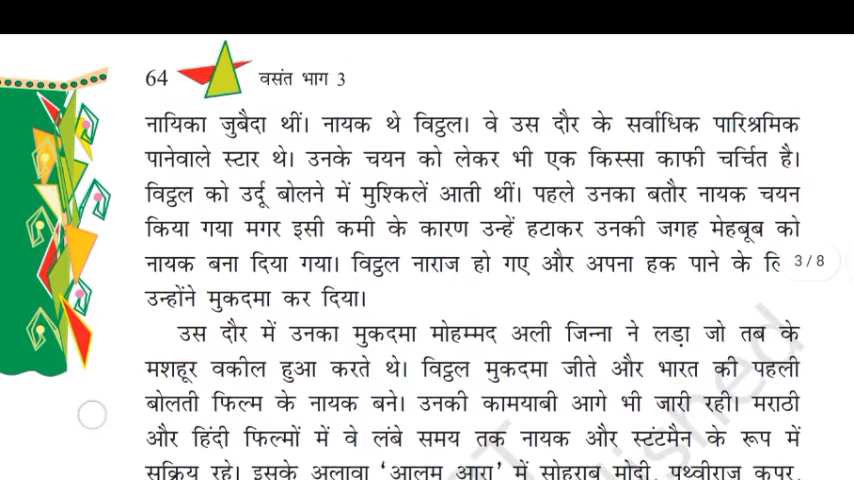 64 वसंत भाग 3
नायिका जुबैदा थीं। नायक थे विट्ठल। वे उस दौर के सर्वाधिक पारिश्रमिक
पानेवाले स्टार थे। उनके चयन को लेकर भी एक किस्सा काफी चर्चित है।
विट्ठल को उर्दू बोलने में मुश्किलें आती थीं। पहले उनका बतौर नायक चयन
किया गया मगर इसी कमी के कारण उन्हें हटाकर उनकी जगह मेहबूब को
नायक बना दिया गया। विट्ठल नाराज हो गए और अपना हक पाने के
3/8
उन्होंने मुकदमा कर दिया।
उस दौर में उनका मुकदमा मोहम्मद अली जिन्ना ने लड़ा जो तब के
मशहूर वकील हुआ करते थे। विट्ठल मुकदमा जीते और भारत की पहली
बोलती फिल्म के नायक बने। उनकी कामयाबी आगे भी जारी रही। मराठी
और हिंदी फिल्मों में वे लंबे समय तक नायक और स्टंटमैन के रूप में
सक्रिय रहे। इसके अलावा ‘आलम आरा’ में सोहराब मोदी, पृथ्वीराज कपूर,